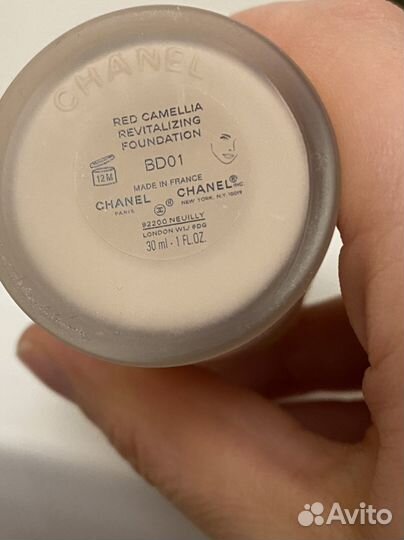 CHANEL
RED CAMELLIA
REVITALIZING
FOUNDATION
BD01
12M
MADE IN FRANCE
CHANEL ® CHANEL® INC.
PARIS NEW YORK, N.Y. 10019
92200 NEUILLY
LONDON W1J 6DG
30 ml - 1 FL.OZ.
Avito